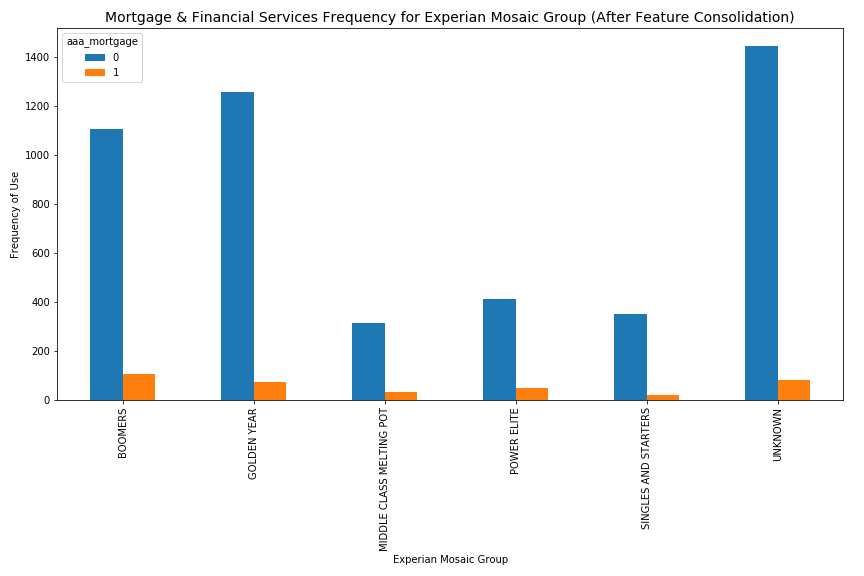 Mortgage & Financial Services Frequency for Experian Mosaic Group (After Feature Consolidation)
aaa_mortgage
0
1
1400
1200
1000
800
600
400
200
0
Frequency of Use
BOOMERS
GOLDEN YEAR
MIDDLE CLASS MELTING POT
POWER ELITE
SINGLES AND STARTERS
UNKNOWN
Experian Mosaic Group